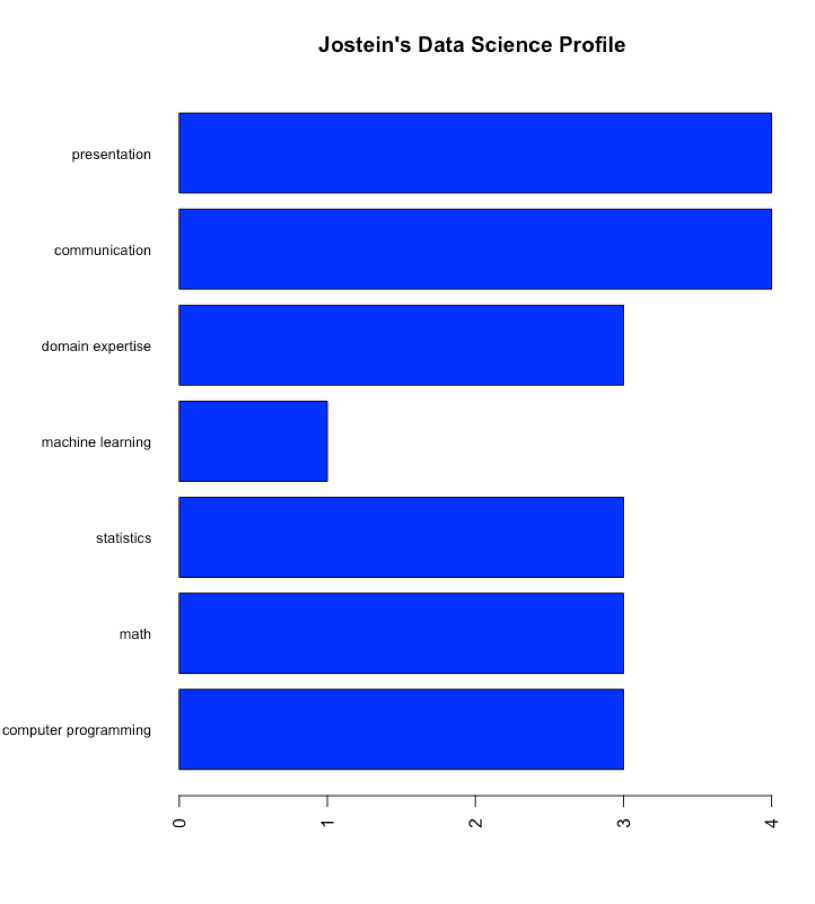 Jostein's Data Science Profile
presentation
communication
domain expertise
machine learning
statistics
math
computer programming
0 1 2 3 4